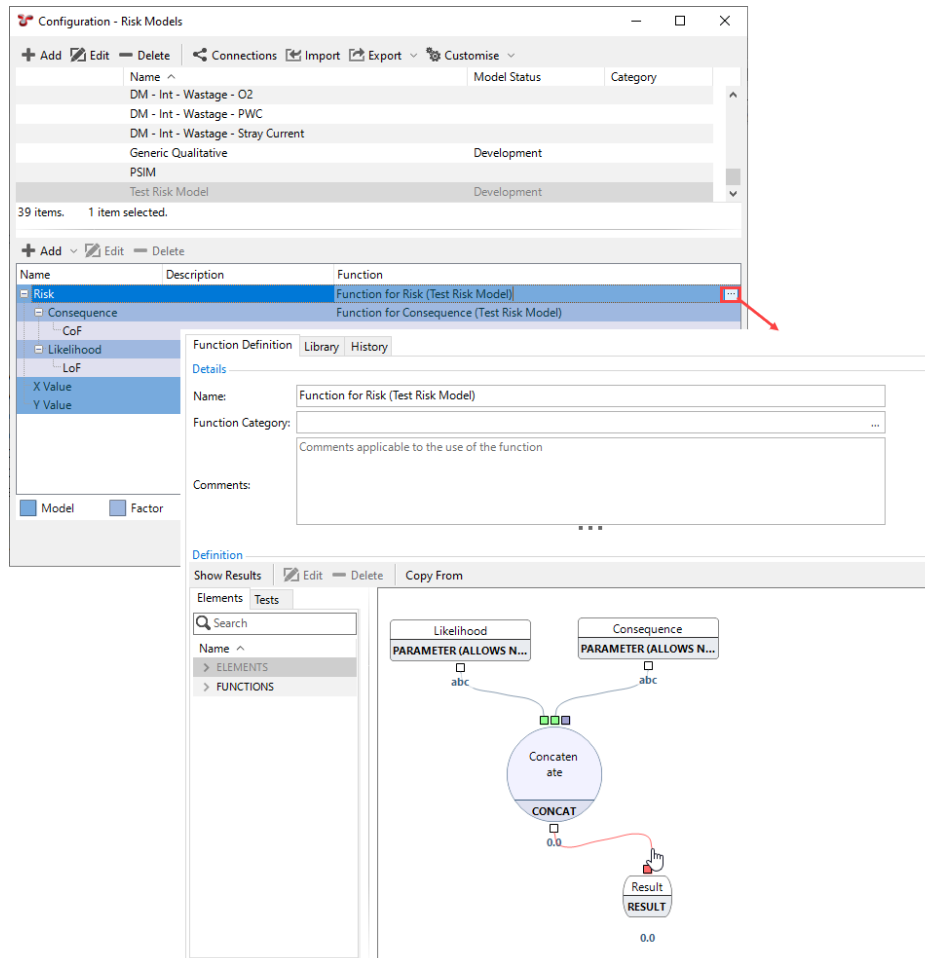 Configuration - Risk Models
Add Edit Delete Connections Import Export Customise
Name Model Status Category
DM - Int - Wastage - O2
DM - Int - Wastage - PWC
DM - Int - Wastage - Stray Current
Generic Qualitative Development
PSIM
Test Risk Model Development
39 items. 1 item selected.
Add Edit Delete
Name Description Function
Risk Function for Risk (Test Risk Model) ...
Consequence Function for Consequence (Test Risk Model)
CoF
Likelihood
LoF
X Value
Y Value
Model Factor
Function Definition Library History
Details
Name: Function for Risk (Test Risk Model)
Function Category: ...
Comments applicable to the use of the function
Comments:
Definition
Show Results Edit Delete Copy From
Elements Tests
Search
Name
ELEMENTS
FUNCTIONS
Likelihood
PARAMETER (ALLOWS N...
abc
Consequence
PARAMETER (ALLOWS N...
abc
Concaten
ate
CONCAT
0.0
Result
RESULT
0.0